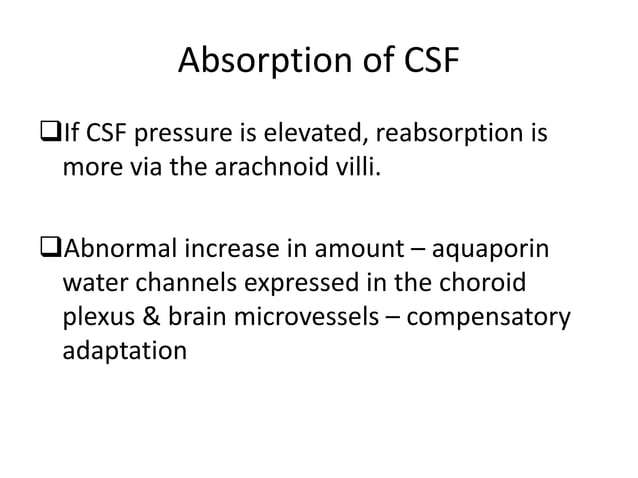 Absorption of CSF
❑If CSF pressure is elevated, reabsorption is
more via the arachnoid villi.
❑Abnormal increase in amount – aquaporin
water channels expressed in the choroid
plexus & brain microvessels – compensatory
adaptation